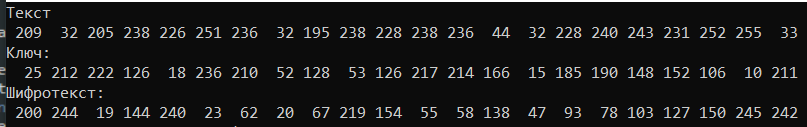 Текст
209 32 205 238 226 251 236 32 195 238 228 238 236 44 32 228 240 243 231 252 255 33
Ключ:
25 212 222 126 18 236 210 52 128 53 126 217 214 166 15 185 190 148 152 106 10 211
Шифротекст:
200 244 19 144 240 23 62 20 67 219 154 55 58 138 47 93 78 103 127 150 245 242